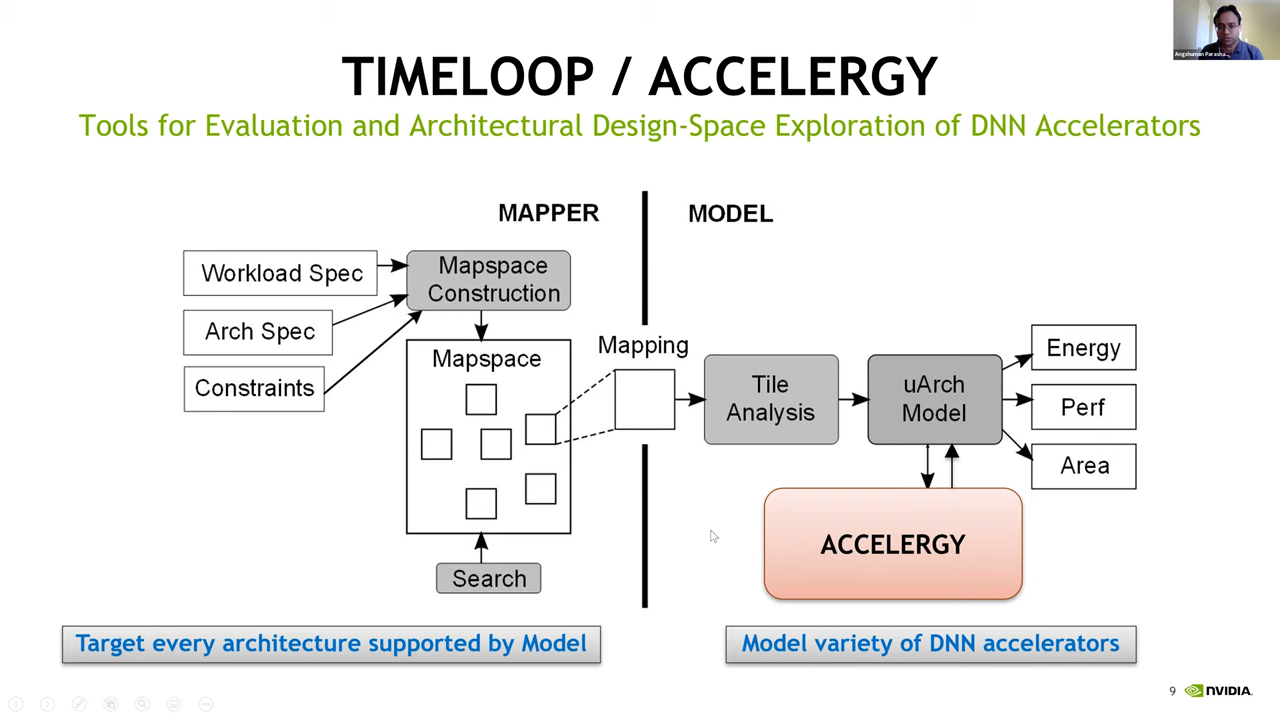 Angshuman Parasha...
TIMELOOP / ACCELERGY
Tools for Evaluation and Architectural Design-Space Exploration of DNN Accelerators
MAPPER
MODEL
Workload Spec
Arch Spec
Constraints
Mapspace
Construction
Mapspace
Search
Mapping
Tile
Analysis
uArch
Model
Energy
Perf
Area
ACCELERGY
Target every architecture supported by Model
Model variety of DNN accelerators
9
NVIDIA.